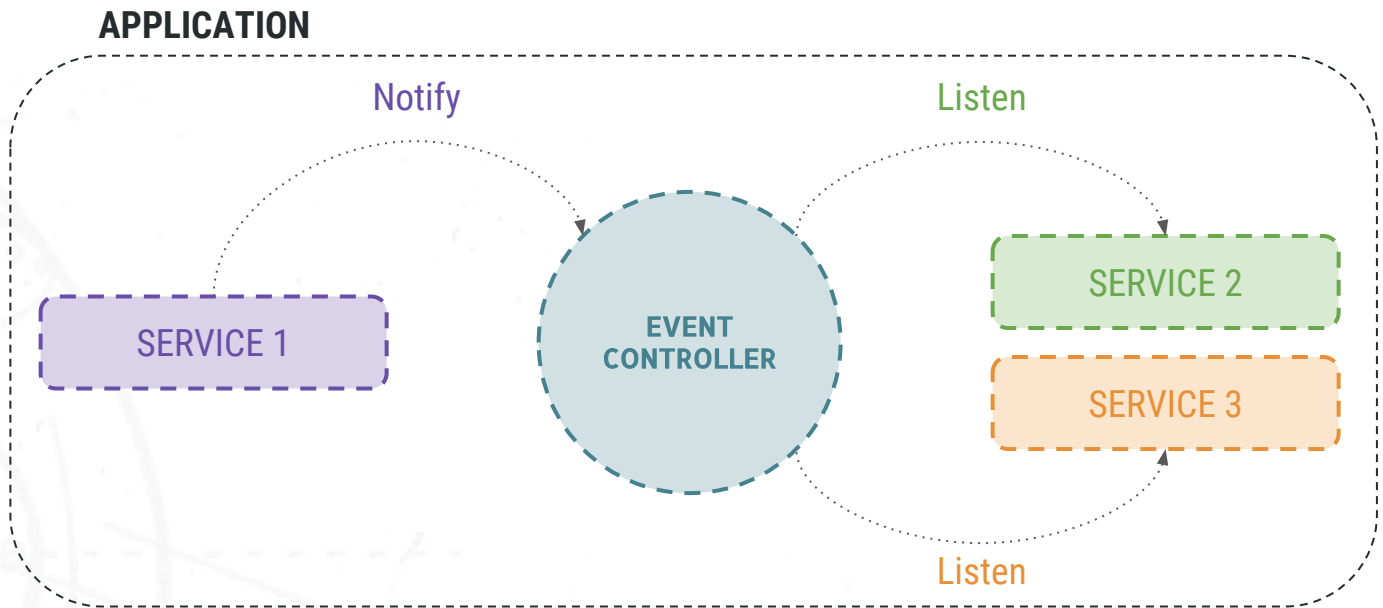 APPLICATION
Notify
Listen
SERVICE 1
EVENT
CONTROLLER
SERVICE 2
SERVICE 3
Listen